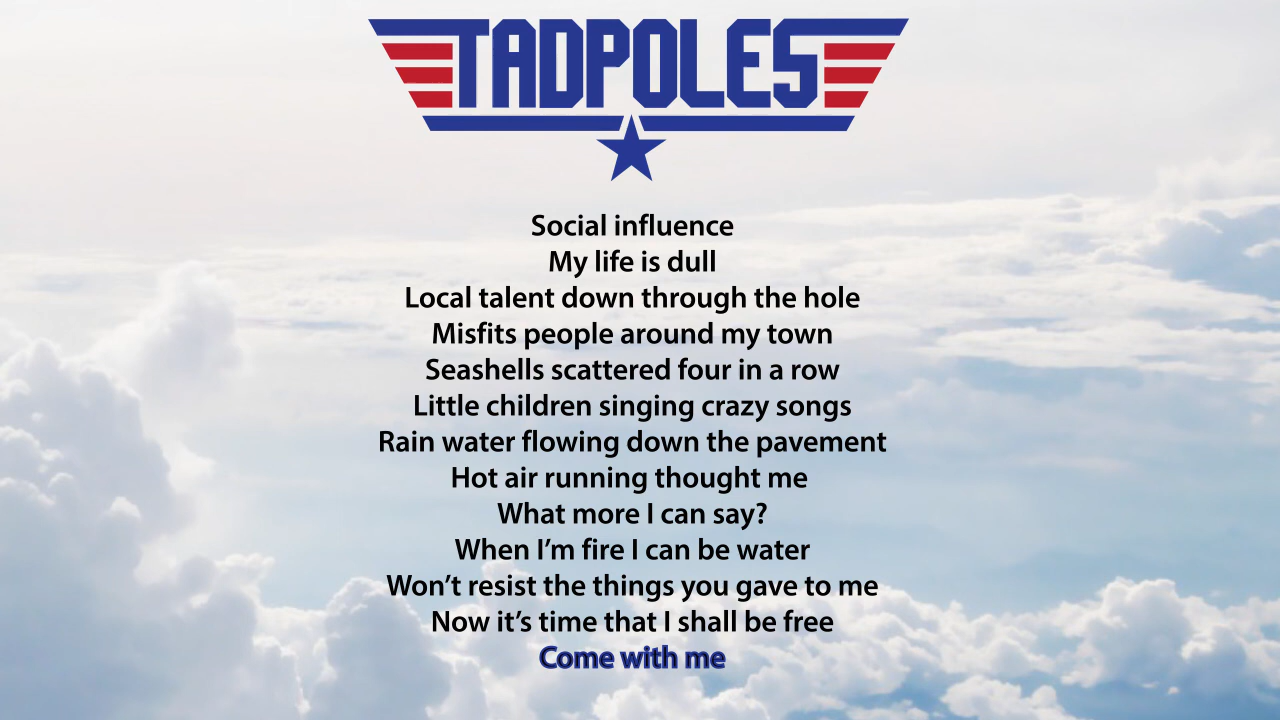 TADPOLES
Social influence
My life is dull
Local talent down through the hole
Misfits people around my town
Seashells scattered four in a row
Little children singing crazy songs
Rain water flowing down the pavement
Hot air running thought me
What more I can say?
When I’m fire I can be water
Won’t resist the things you gave to me
Now it’s time that I shall be free
Come with me